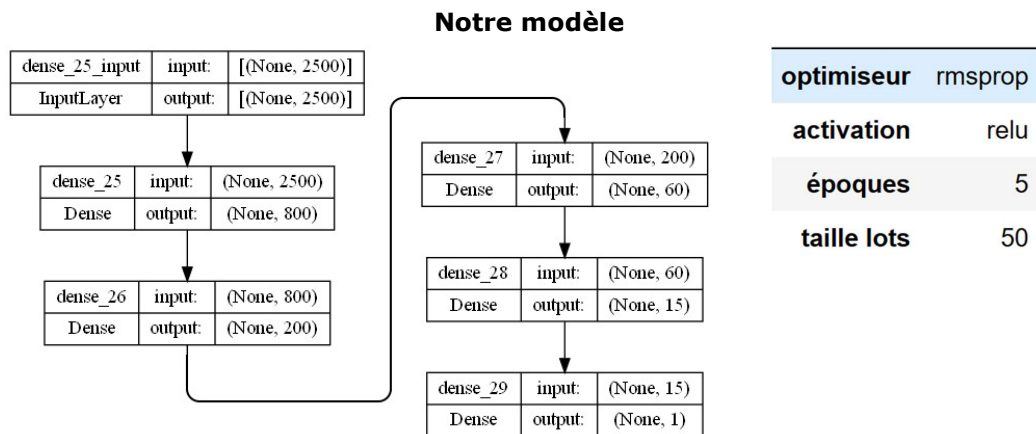 Notre modèle
dense_25_input input: [(None, 2500)]
InputLayer output: [(None, 2500)]
dense_25 input: (None, 2500)
Dense output: (None, 800)
dense_26 input: (None, 800)
Dense output: (None, 200)
dense_27 input: (None, 200)
Dense output: (None, 60)
dense_28 input: (None, 60)
Dense output: (None, 15)
dense_29 input: (None, 15)
Dense output: (None, 1)
optimiseur rmsprop
activation relu
époques 5
taille lots 50